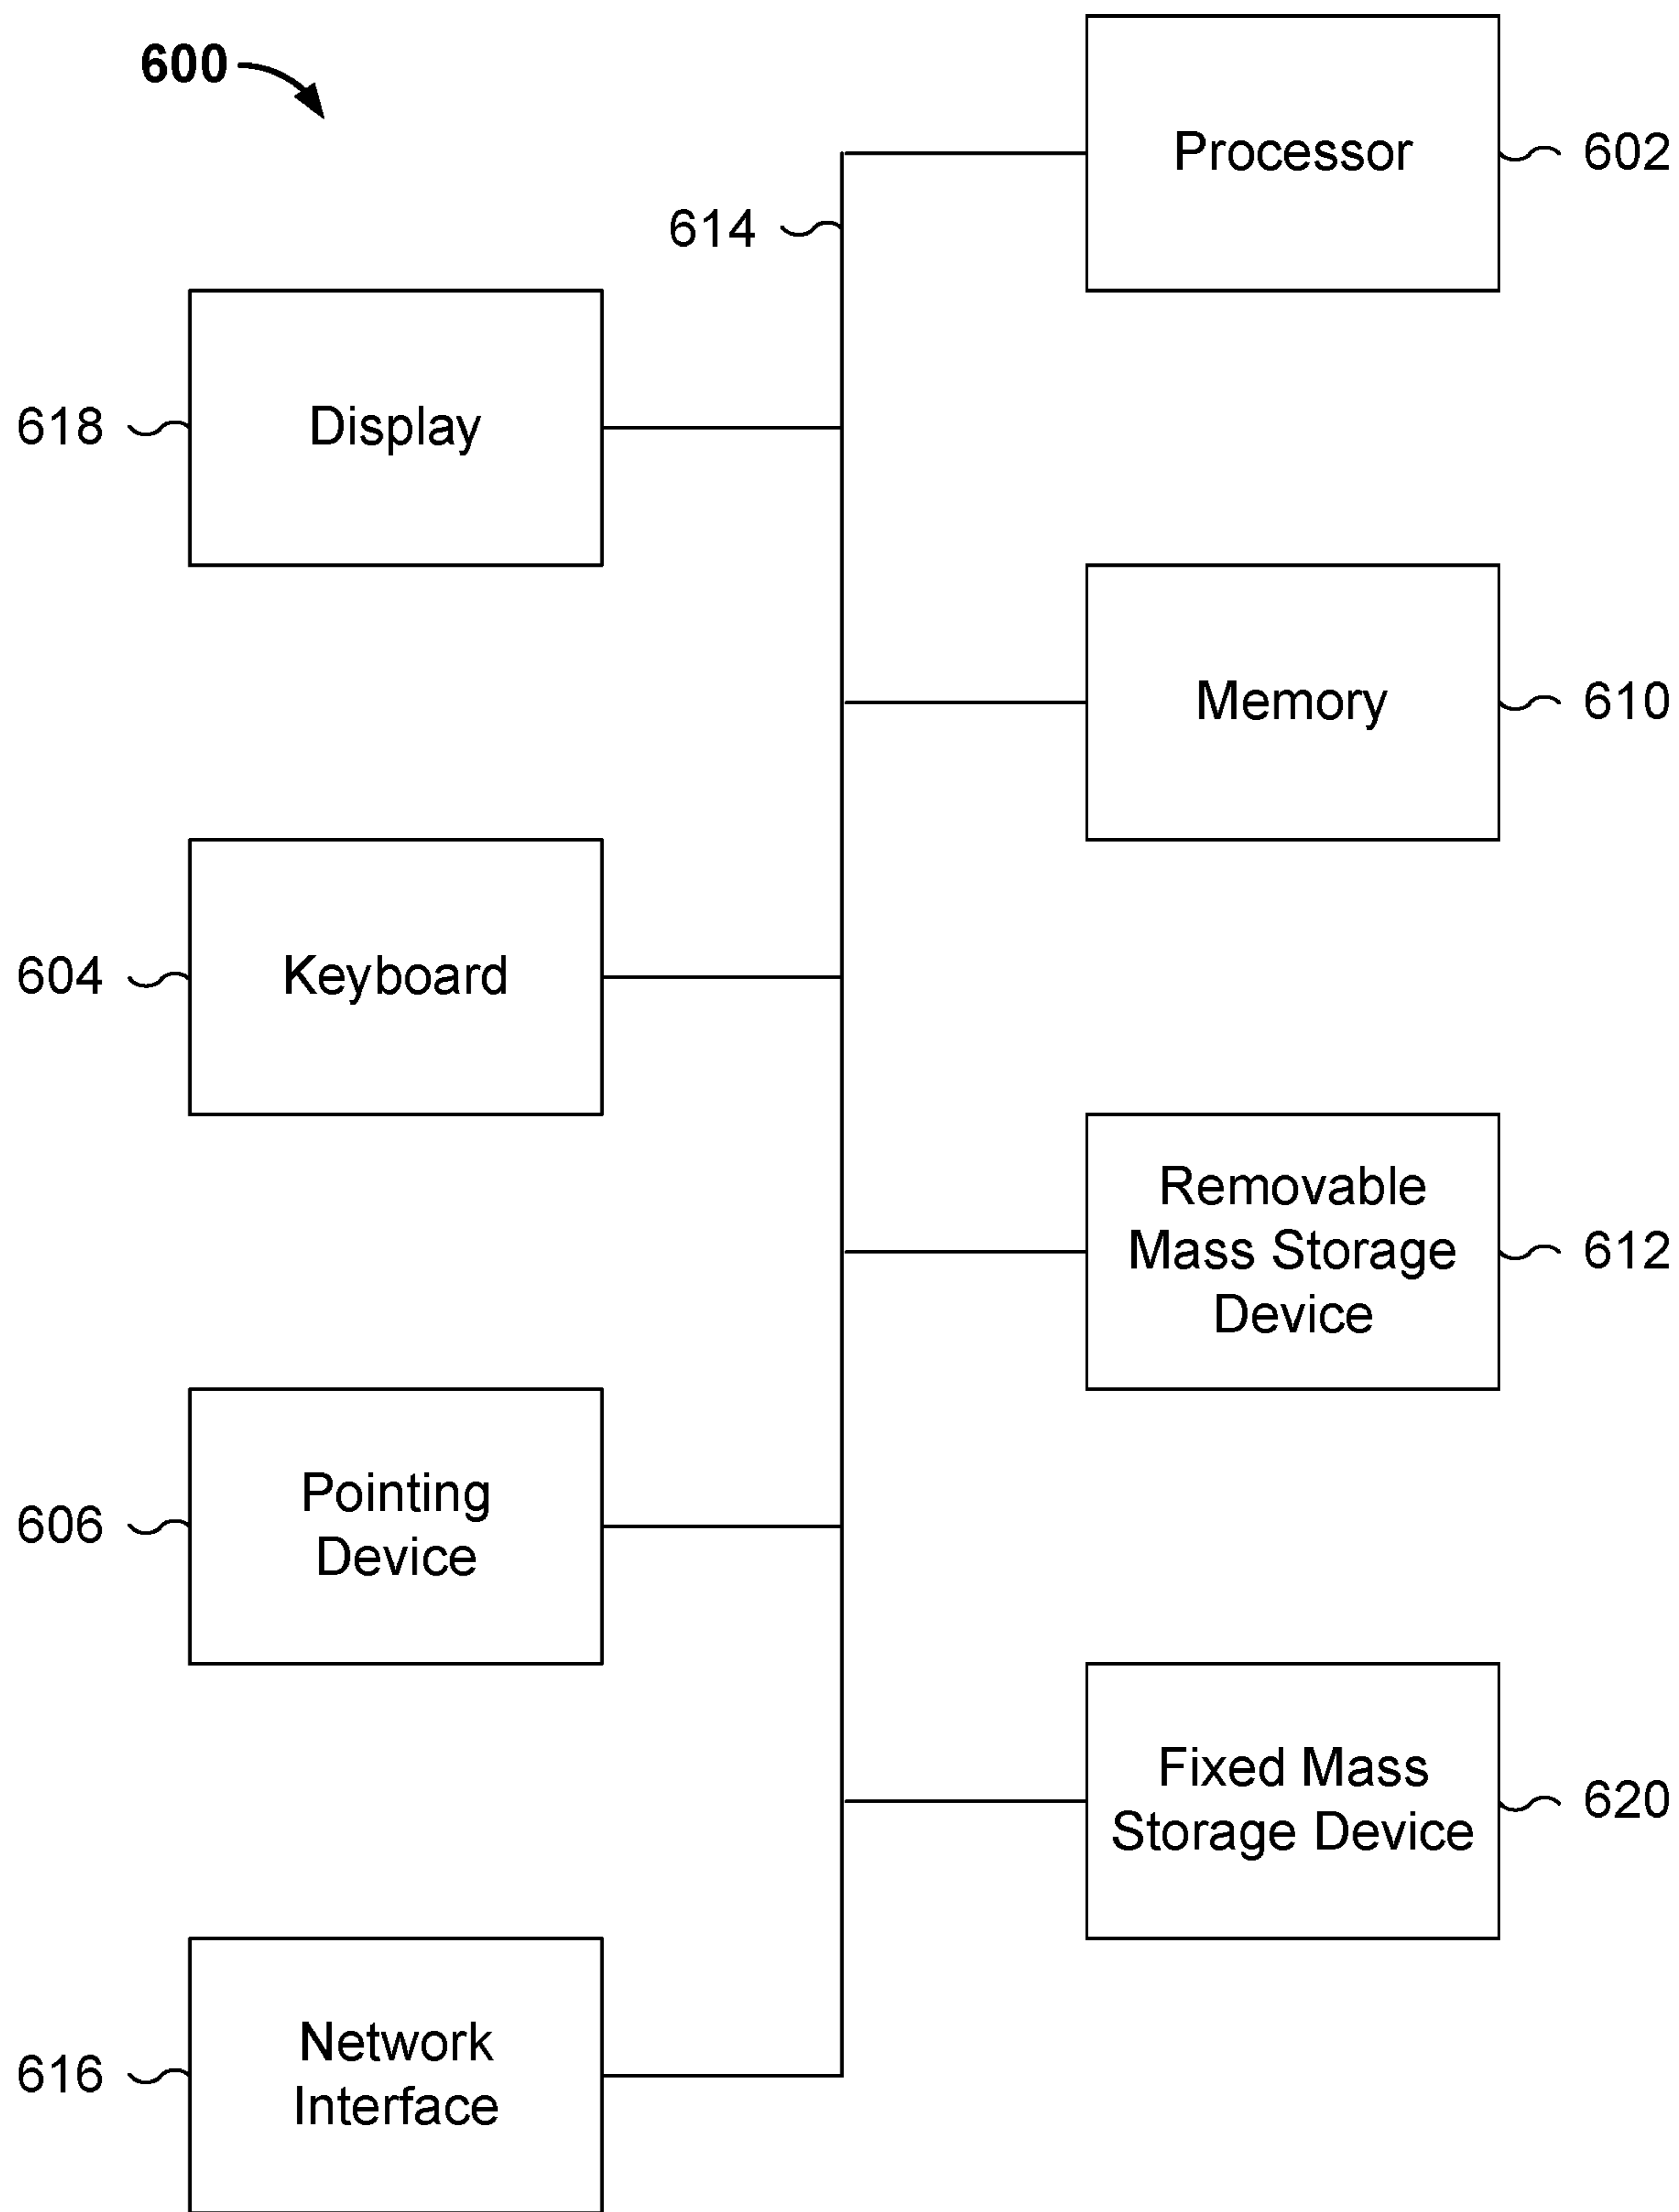 600
Processor
602
614
Display
618
Memory
610
Keyboard
604
Removable
Mass Storage
Device
612
Pointing
Device
606
Fixed Mass
Storage Device
620
Network
Interface
616